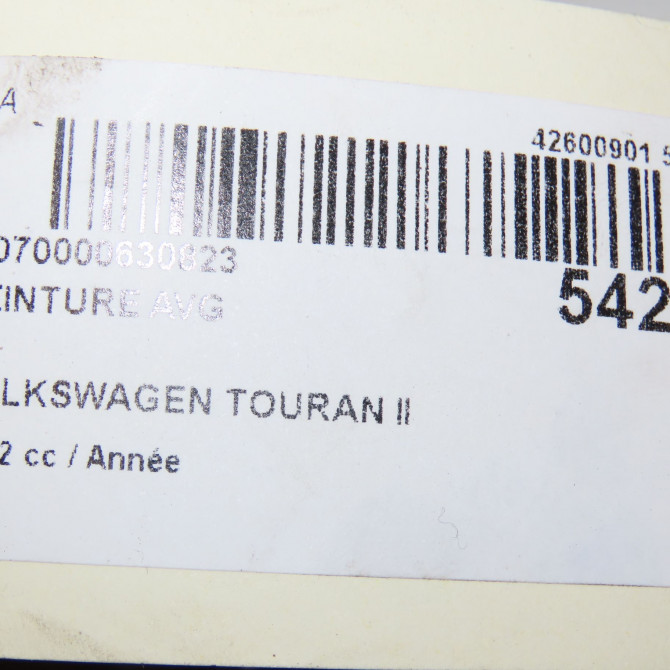 A
42600901 5
070000630823
EINTURE AVG
542
LKSWAGEN TOURAN II
2 cc / Année